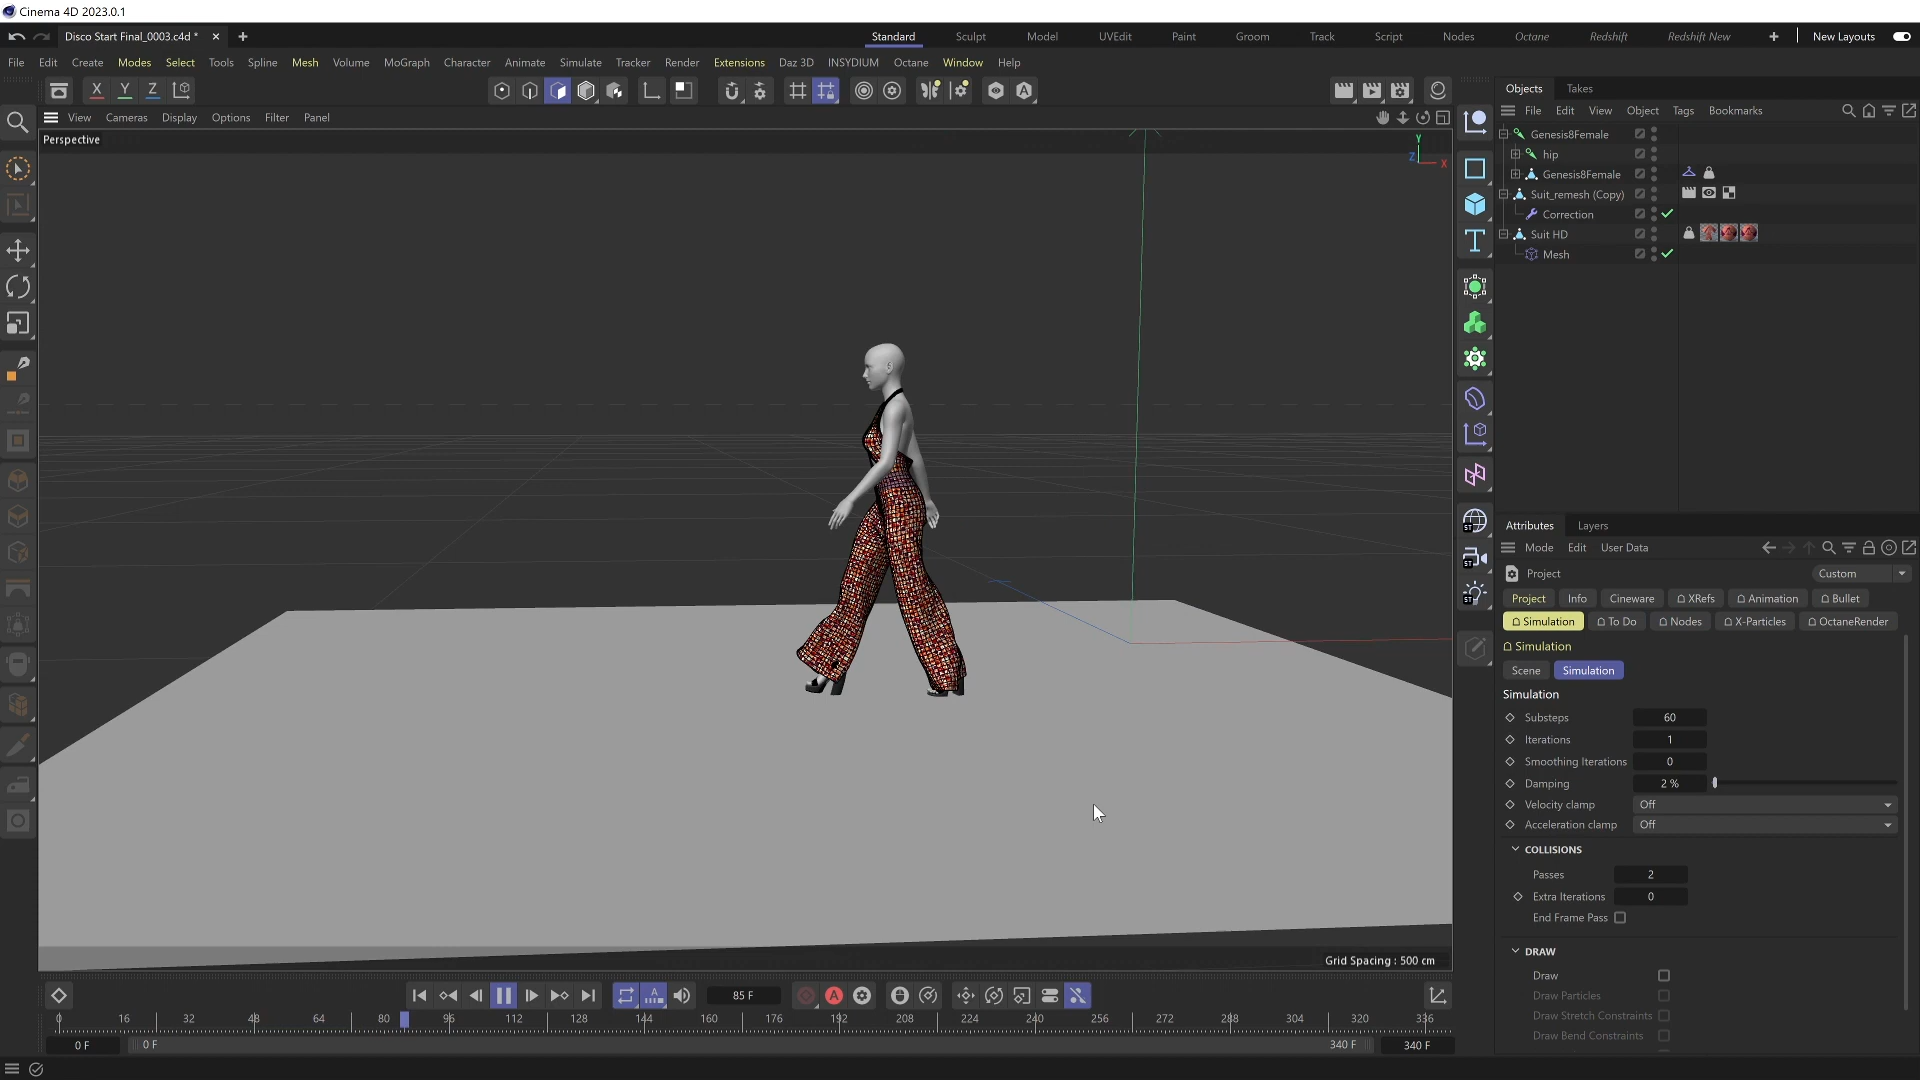 Cinema 4D 2023.0.1
Disco Start Final_0003.c4d *
Standard Sculpt Model UVEdit Paint Groom Track Script Nodes Octane Redshift Redshift New New Layouts
File Edit Create Modes Select Tools Spline Mesh Volume MoGraph Character Animate Simulate Tracker Render Extensions Daz 3D INSYDIUM Octane Window Help
X Y Z
Objects Takes
View Cameras Display Options Filter Panel
File Edit View Object Tags Bookmarks
Perspective
Y
Z X
Genesis8Female
hip
Genesis8Female
Suit_remesh (Copy)
Correction
Suit HD
Mesh
Attributes Layers
Mode Edit User Data
Project Custom
Project Info Cineware XRefs Animation Bullet
Simulation To Do Nodes X-Particles OctaneRender
Simulation
Scene Simulation
Simulation
Substeps 60
Iterations 1
Smoothing Iterations 0
Damping 2 %
Velocity clamp Off
Acceleration clamp Off
COLLISIONS
Passes 2
Extra Iterations 0
End Frame Pass
DRAW
Draw
Draw Particles
Draw Stretch Constraints
Draw Bend Constraints
Grid Spacing : 500 cm
85 F
0 16 32 48 64 80 96 112 128 144 160 176 192 208 224 240 256 272 288 304 320 336
0 F 0 F 340 F 340 F